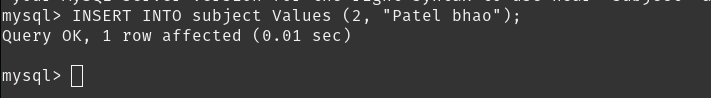 mysql> INSERT INTO subject Values (2, "Patel bhao");
Query OK, 1 row affected (0.01 sec)
mysql>